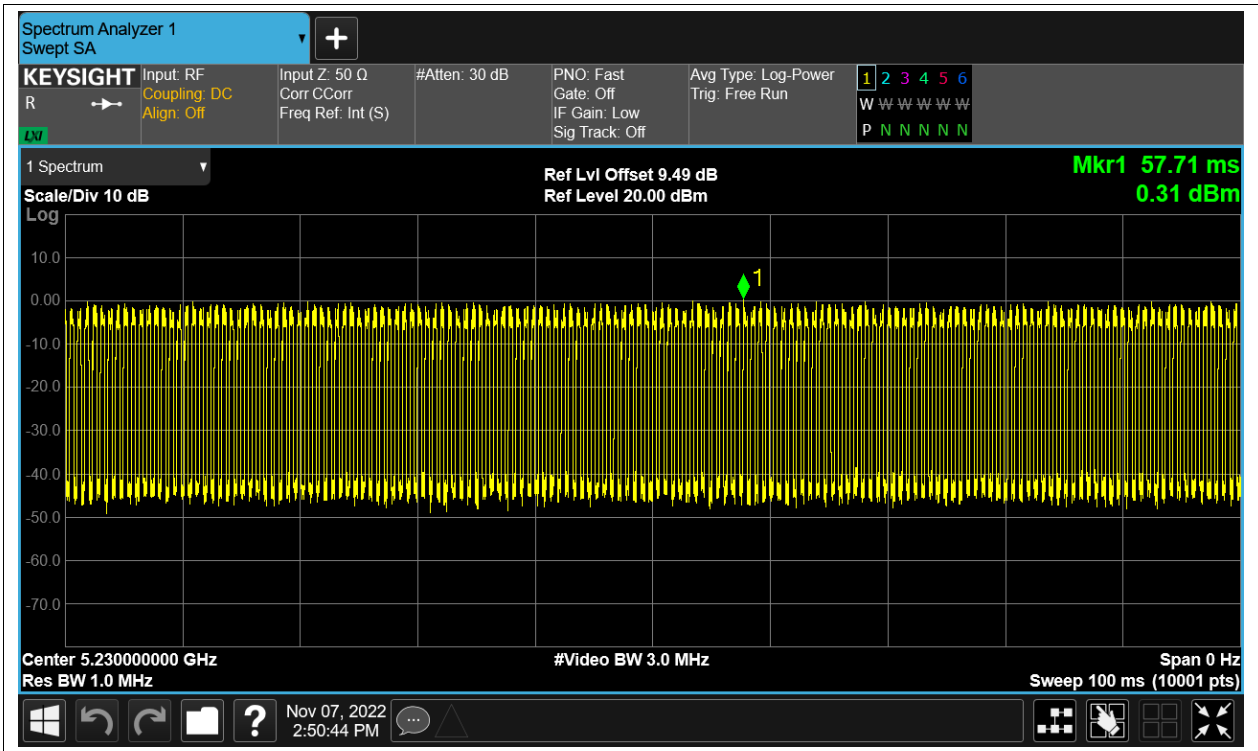 Spectrum Analyzer 1
Swept SA
+
KEYSIGHT
R
LXI
Input: RF
Coupling: DC
Align: Off
Input Z: 50 Ω
Corr CCorr
Freq Ref: Int (S)
#Atten: 30 dB
PNO: Fast
Gate: Off
IF Gain: Low
Sig Track: Off
Avg Type: Log-Power
Trig: Free Run
1 2 3 4 5 6
W W W W W W
P N N N N N
1 Spectrum
Scale/Div 10 dB
Ref Lvl Offset 9.49 dB
Ref Level 20.00 dBm
Mkr1 57.71 ms
0.31 dBm
Log
10.0
0.00
-10.0
-20.0
-30.0
-40.0
-50.0
-60.0
-70.0
1
Center 5.230000000 GHz
Res BW 1.0 MHz
#Video BW 3.0 MHz
Span 0 Hz
Sweep 100 ms (10001 pts)
?
Nov 07, 2022
2:50:44 PM